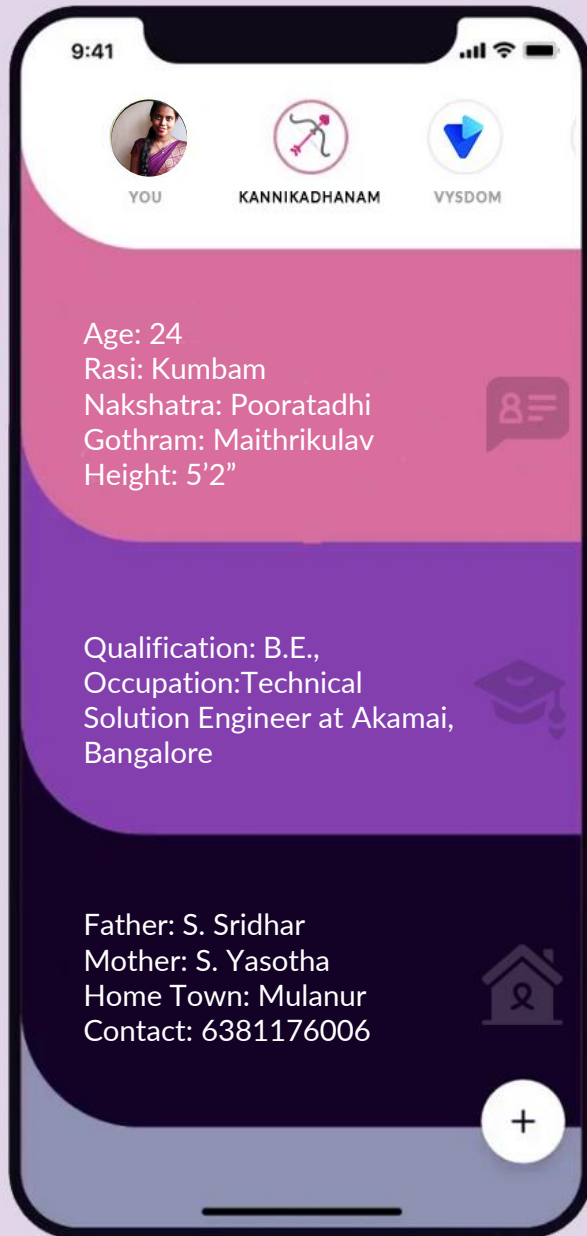 9:41
YOU
KANNIKADHANAM
VYSDOM
Age: 24
Rasi: Kumbam
Nakshatra: Pooratadhi
Gothram: Maithrikulav
Height: 5’2”
Qualification: B.E.,
Occupation:Technical
Solution Engineer at Akamai,
Bangalore
Father: S. Sridhar
Mother: S. Yasotha
Home Town: Mulanur
Contact: 6381176006